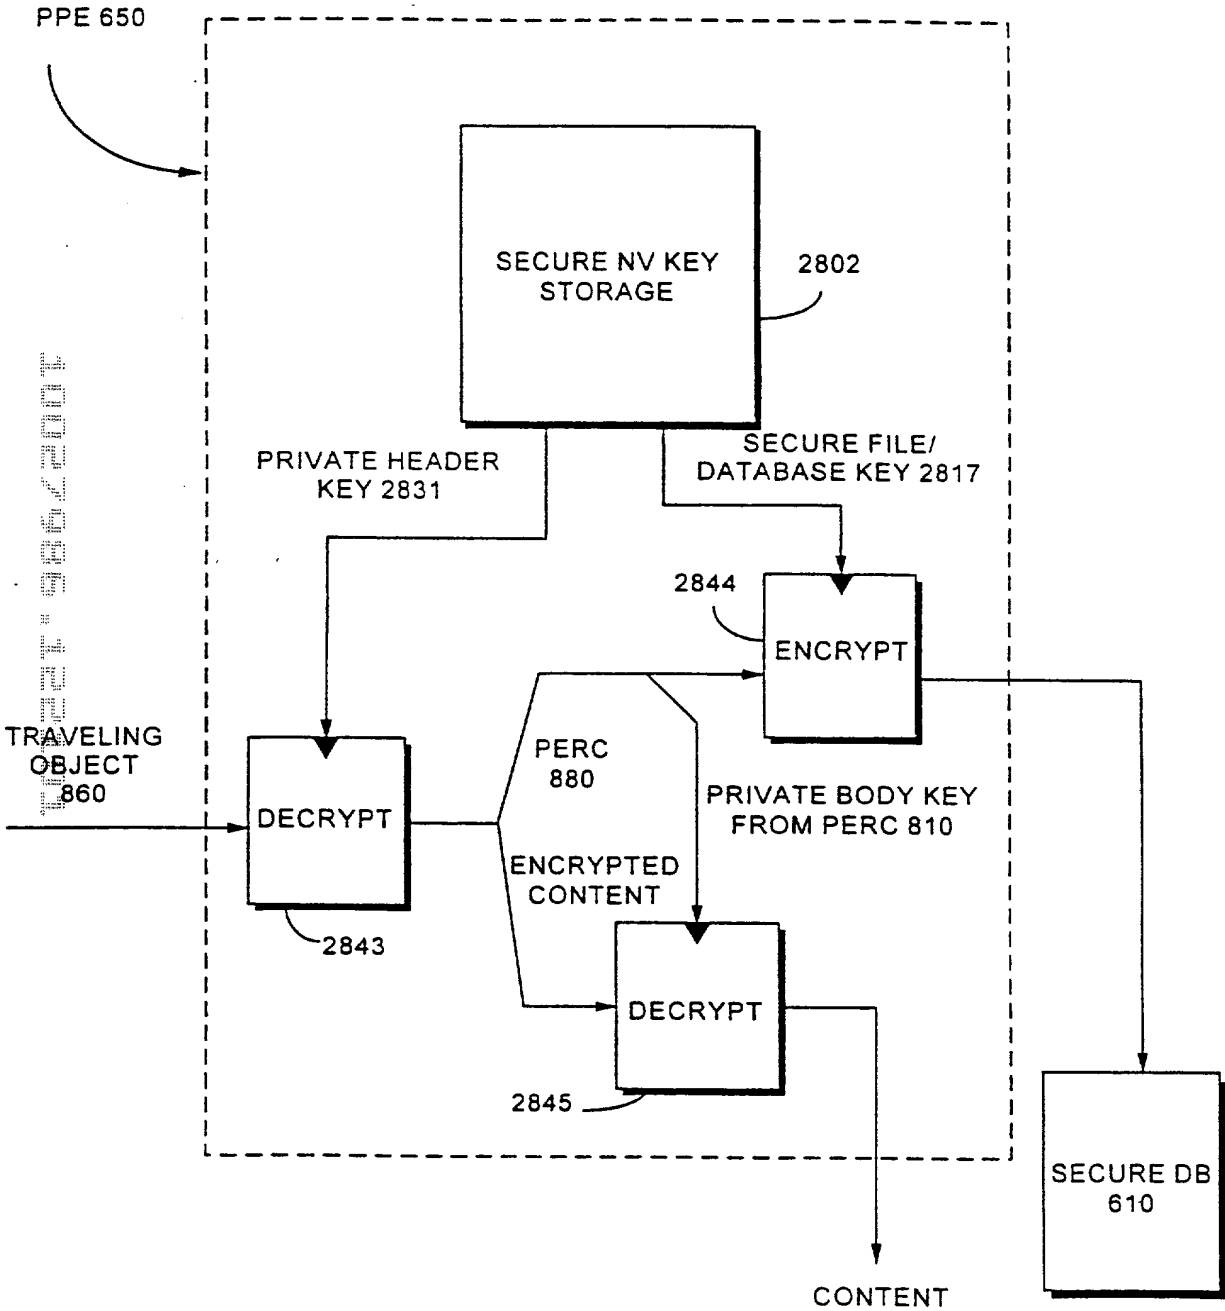 PPE 650
SECURE NV KEY
STORAGE
2802
PRIVATE HEADER
KEY 2831
SECURE FILE/
DATABASE KEY 2817
2844
ENCRYPT
TRAVELING
OBJECT
860
DECRYPT
2843
PERC
880
PRIVATE BODY KEY
FROM PERC 810
ENCRYPTED
CONTENT
DECRYPT
2845
SECURE DB
610
CONTENT